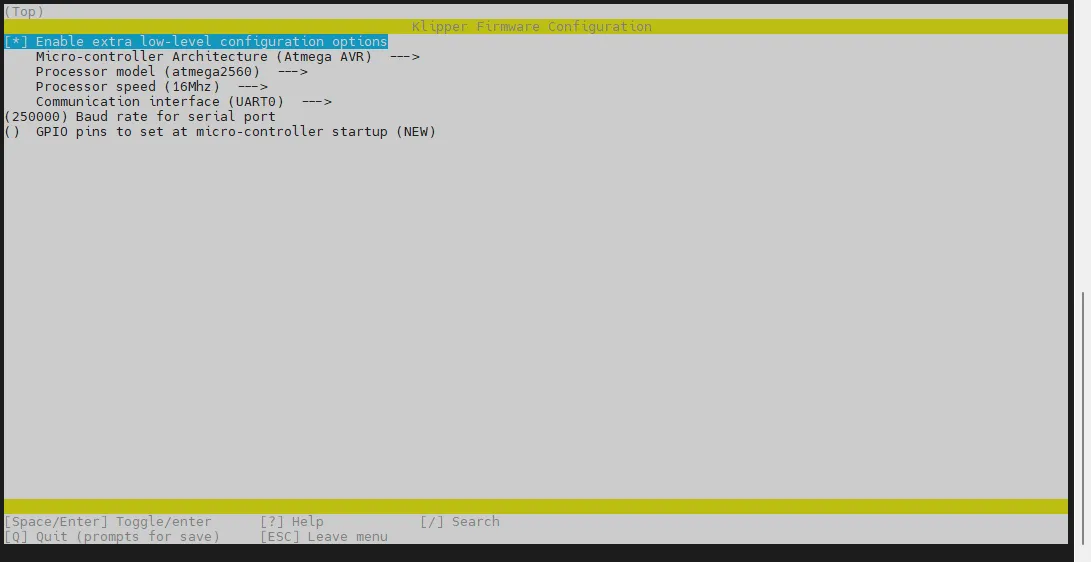 (Top)
Klipper Firmware Configuration
[*] Enable extra low-level configuration options
Micro-controller Architecture (Atmega AVR)  --->
Processor model (atmega2560)  --->
Processor speed (16Mhz)  --->
Communication interface (UART0)  --->
(250000) Baud rate for serial port
()  GPIO pins to set at micro-controller startup (NEW)
[Space/Enter] Toggle/enter      [?] Help            [/] Search
[Q] Quit (prompts for save)     [ESC] Leave menu